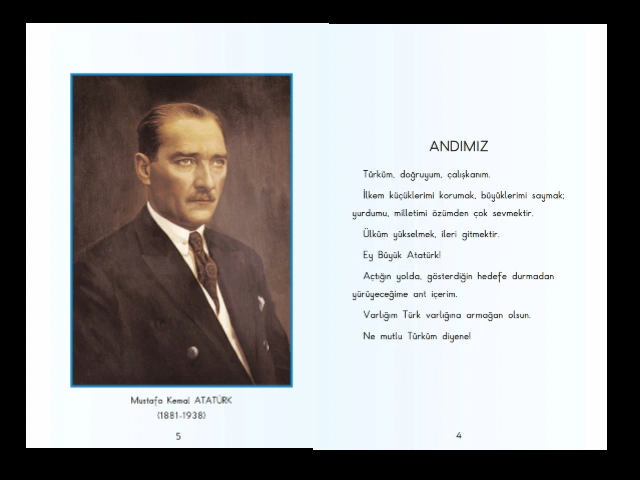 Mustafa Kemal ATATÜRK
(1881-1938)
5
ANDIMIZ
Türküm, doğruyum, çalışkanım.
İlkem küçüklerimi korumak, büyüklerimi saymak;
yurdumu, milletimi özümden çok sevmektir.
Ülküm yükselmek, ileri gitmektir.
Ey Büyük Atatürk!
Açtığın yolda, gösterdiğin hedefe durmadan
yürüyeceğime ant içerim.
Varlığım Türk varlığına armağan olsun.
Ne mutlu Türküm diyene!
4